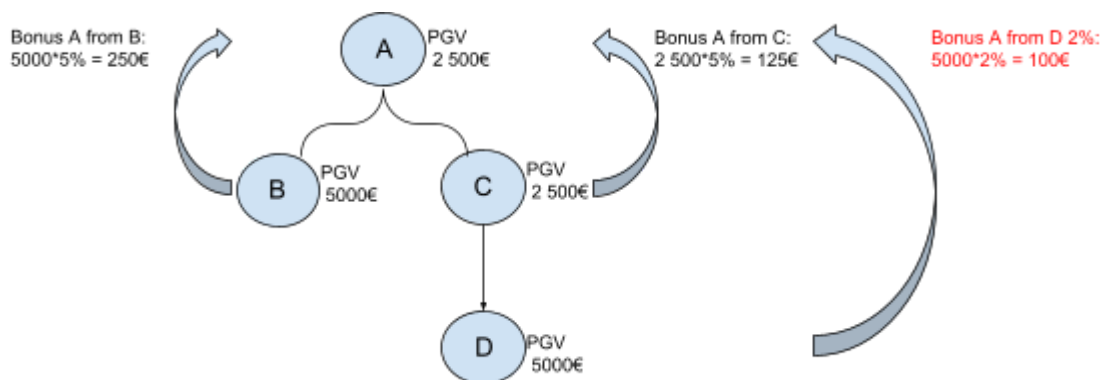 Bonus A from B:
5000*5% = 250€
A
PGV
2 500€
Bonus A from C:
2 500*5% = 125€
Bonus A from D 2%:
5000*2% = 100€
B
PGV
5000€
C
PGV
2 500€
D
PGV
5000€